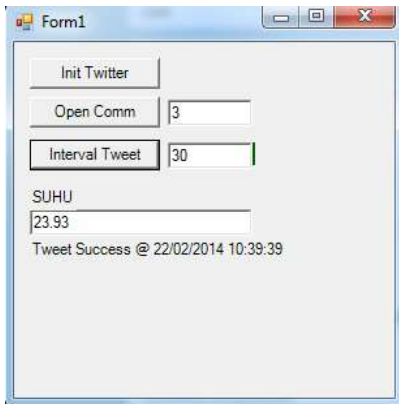 Form1
Init Twitter
Open Comm 3
Interval Tweet 30
SUHU
23.93
Tweet Success @ 22/02/2014 10:39:39